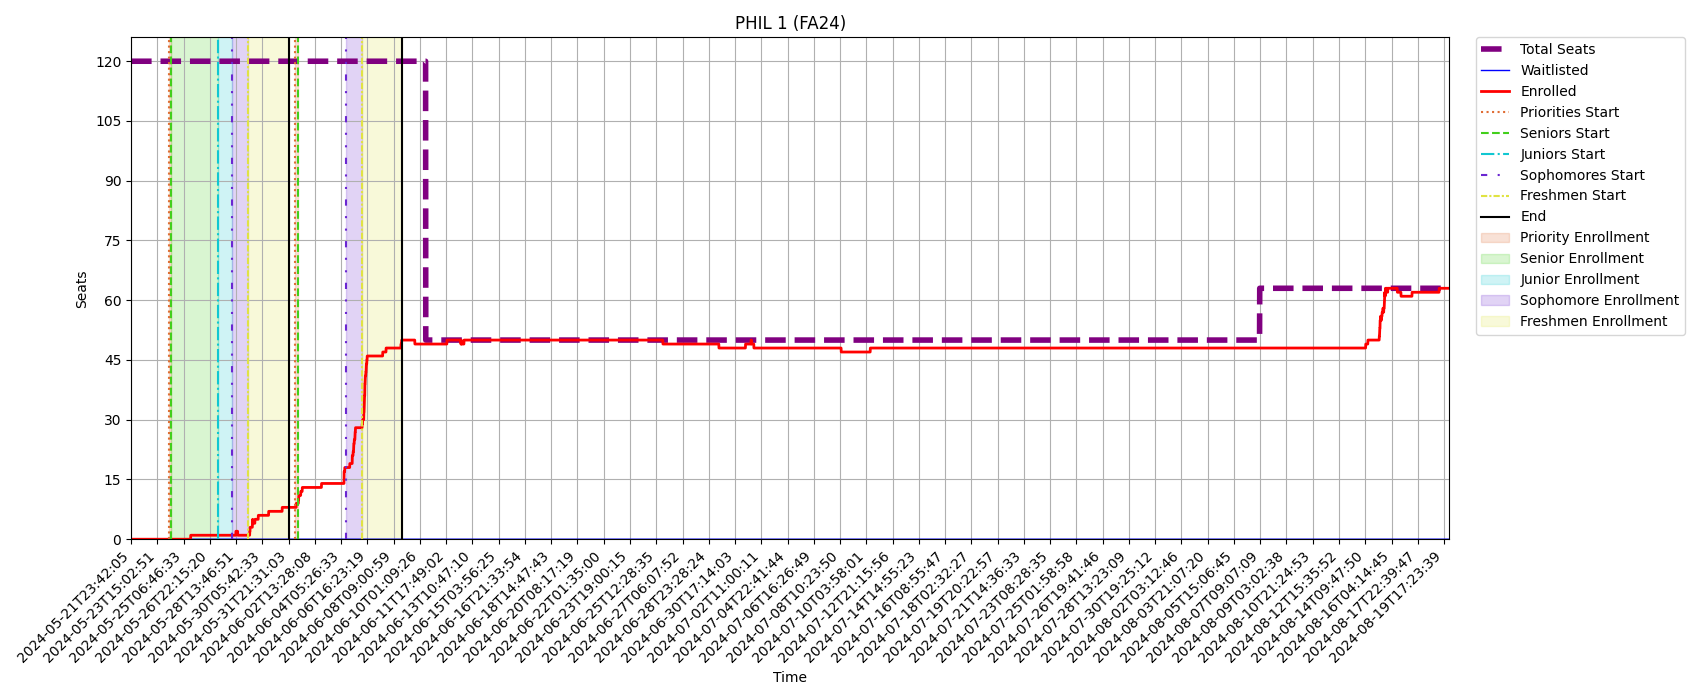 PHIL 1 (FA24)
Total Seats
Waitlisted
Enrolled
Priorities Start
Seniors Start
Juniors Start
Sophomores Start
Freshmen Start
End
Priority Enrollment
Senior Enrollment
Junior Enrollment
Sophomore Enrollment
Freshmen Enrollment
Seats
120
105
90
75
60
45
30
15
0
2024-05-21T23:42:05
2024-05-23T15:02:51
2024-05-25T06:46:33
2024-05-26T22:15:20
2024-05-28T13:46:51
2024-05-30T05:42:33
2024-05-31T21:31:03
2024-06-02T13:28:08
2024-06-04T05:26:33
2024-06-06T16:23:19
2024-06-08T09:00:59
2024-06-10T01:09:26
2024-06-11T17:49:02
2024-06-13T10:47:10
2024-06-15T03:56:25
2024-06-16T21:33:54
2024-06-18T14:47:43
2024-06-20T08:17:19
2024-06-22T01:35:00
2024-06-23T19:00:15
2024-06-25T12:28:35
2024-06-27T06:07:52
2024-06-28T23:28:24
2024-06-30T17:14:03
2024-07-02T11:00:11
2024-07-04T22:41:44
2024-07-06T16:26:49
2024-07-08T10:23:50
2024-07-10T03:58:01
2024-07-12T21:15:56
2024-07-14T14:55:23
2024-07-16T08:55:47
2024-07-18T02:32:27
2024-07-19T20:22:57
2024-07-21T14:36:33
2024-07-23T08:28:35
2024-07-25T01:58:58
2024-07-26T19:41:46
2024-07-28T13:23:09
2024-07-30T19:25:12
2024-08-02T03:12:46
2024-08-03T21:07:20
2024-08-05T15:06:45
2024-08-07T09:07:09
2024-08-09T03:02:38
2024-08-10T21:24:53
2024-08-12T15:35:52
2024-08-14T09:47:50
2024-08-16T04:14:45
2024-08-17T22:39:47
2024-08-19T17:23:39
Time